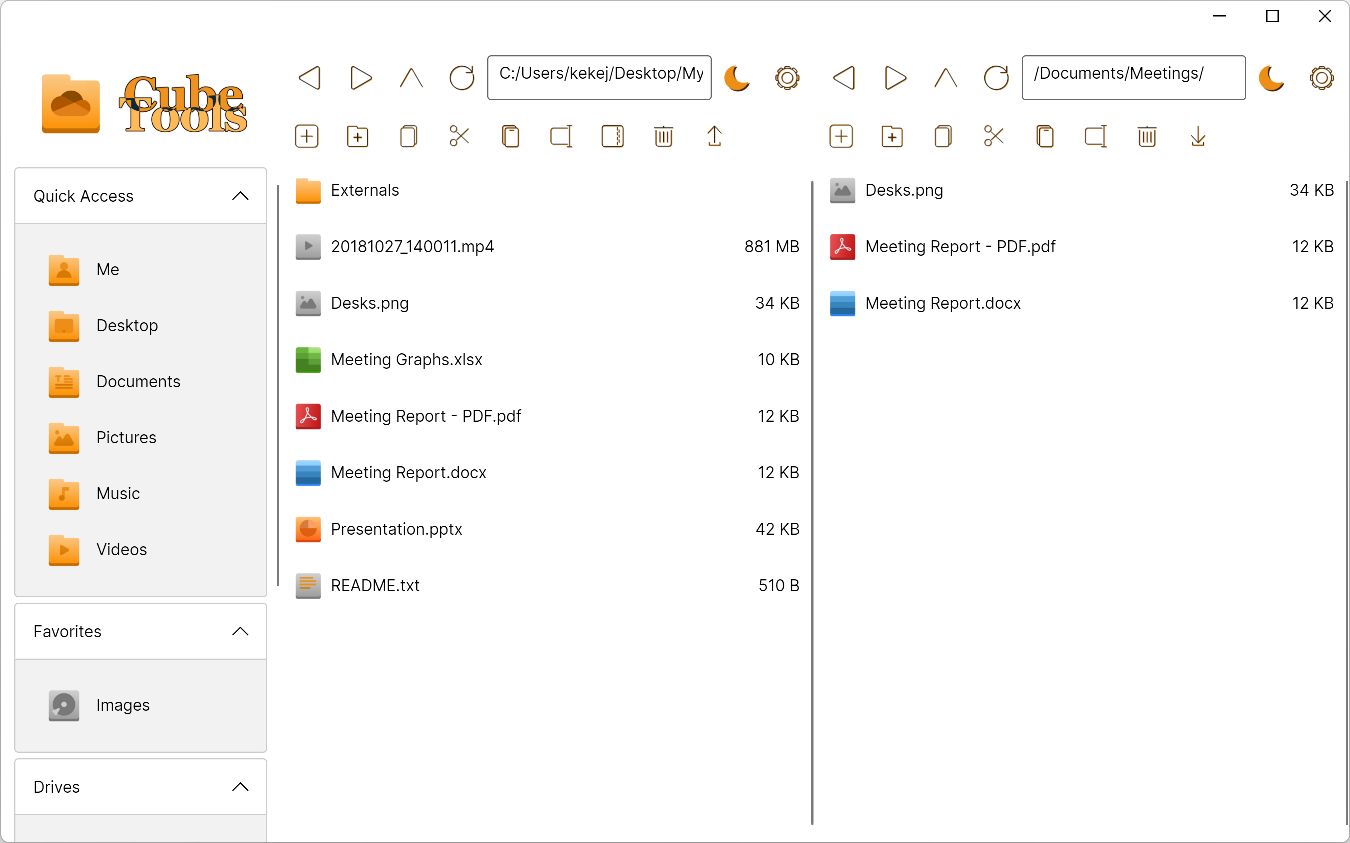 Cube
Tools
C:/Users/kekej/Desktop/My
/Documents/Meetings/
Quick Access
Me
Desktop
Documents
Pictures
Music
Videos
Favorites
Images
Drives
Externals
20181027_140011.mp4 881 MB
Desks.png 34 KB
Meeting Graphs.xlsx 10 KB
Meeting Report - PDF.pdf 12 KB
Meeting Report.docx 12 KB
Presentation.pptx 42 KB
README.txt 510 B
Desks.png 34 KB
Meeting Report - PDF.pdf 12 KB
Meeting Report.docx 12 KB